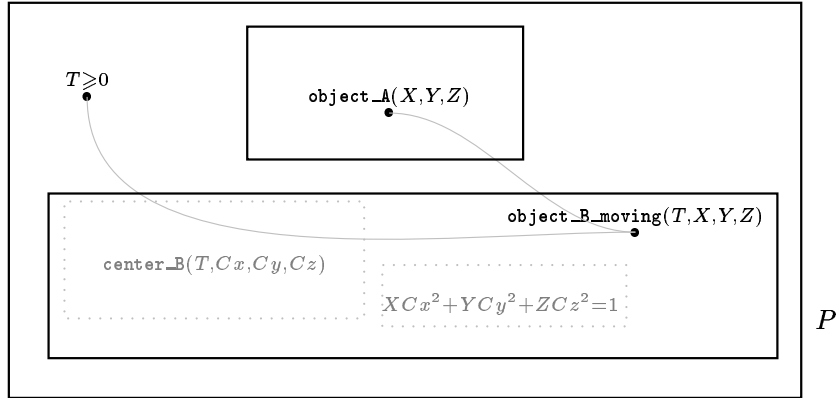 T⩾0
object_A(X,Y,Z)
object_B_moving(T,X,Y,Z)
center_B(T,Cx,Cy,Cz)
XCx²+YCy²+ZCz²=1
P